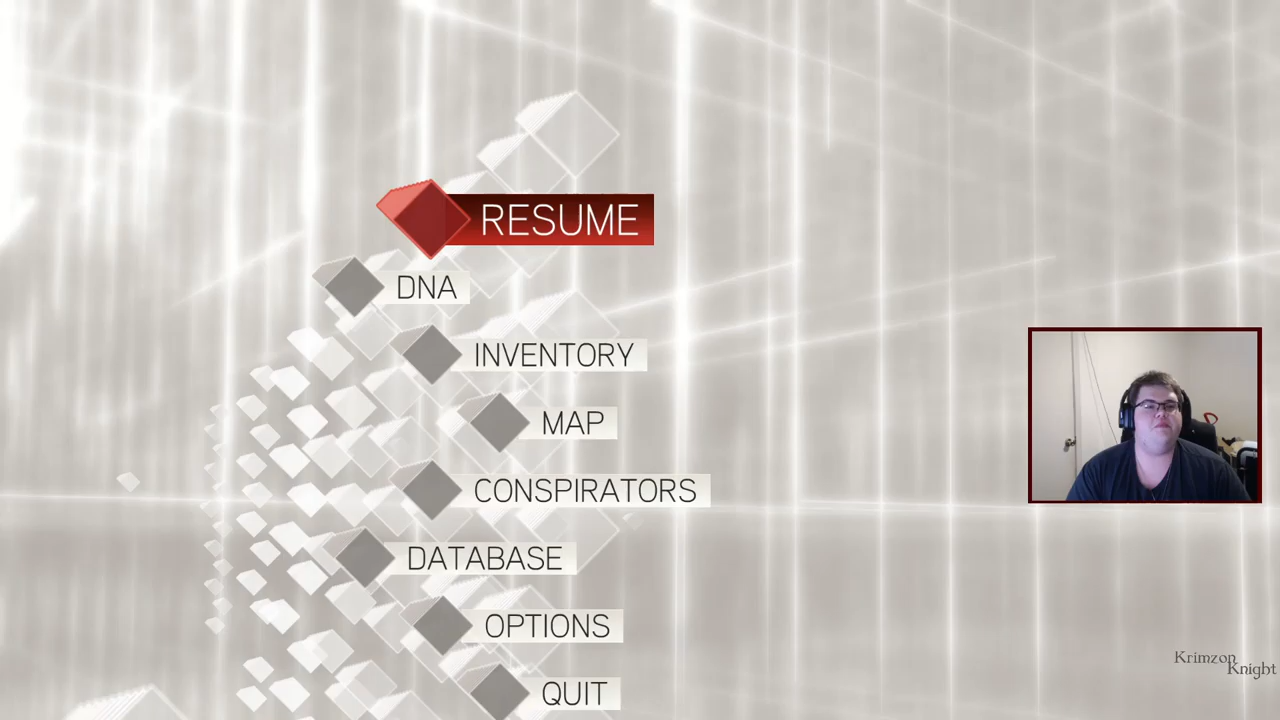 RESUME
DNA
INVENTORY
MAP
CONSPIRATORS
DATABASE
OPTIONS
QUIT
Krimzon
Knight